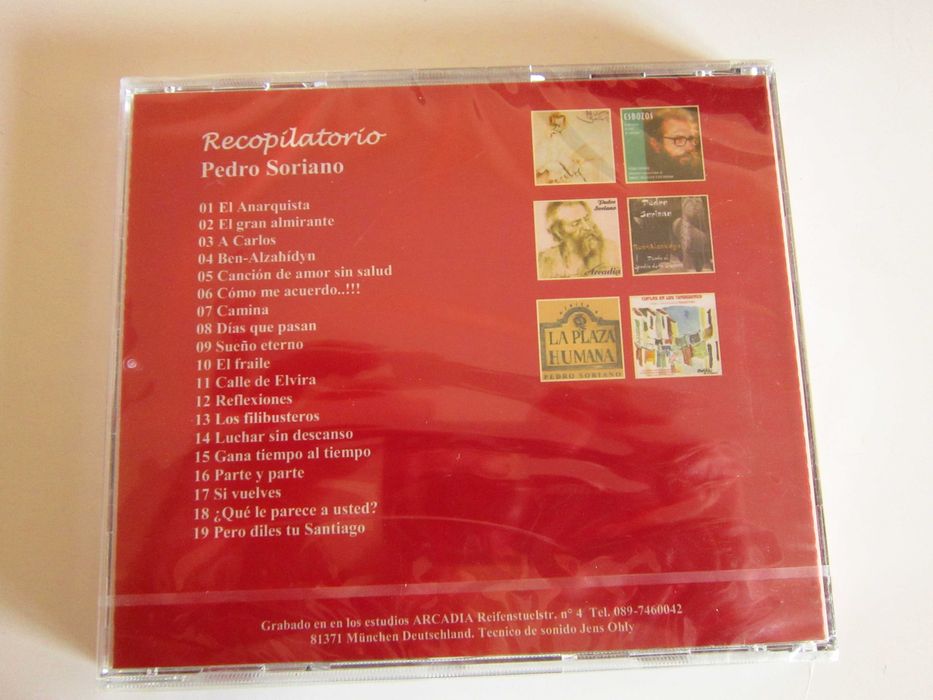 Recopilatorio
Pedro Soriano
01 El Anarquista
02 El gran almirante
03 A Carlos
04 Ben-Alzahídyn
05 Canción de amor sin salud
06 Cómo me acuerdo..!!!
07 Camina
08 Días que pasan
09 Sueño eterno
10 El fraile
11 Calle de Elvira
12 Reflexiones
13 Los filibusteros
14 Luchar sin descanso
15 Gana tiempo al tiempo
16 Parte y parte
17 Si vuelves
18 ¿Qué le parece a usted?
19 Pero diles tu Santiago
ESBOZOS
Pedro
Soriano
Arcadia
Pedro
Soriano
LA PLAZA
HUMANA
PEDRO SORIANO
Grabado en en los estudios ARCADIA Reifenstuelstr. n° 4 Tel. 089-7460042
81371 München Deutschland. Tecnico de sonido Jens Ohly